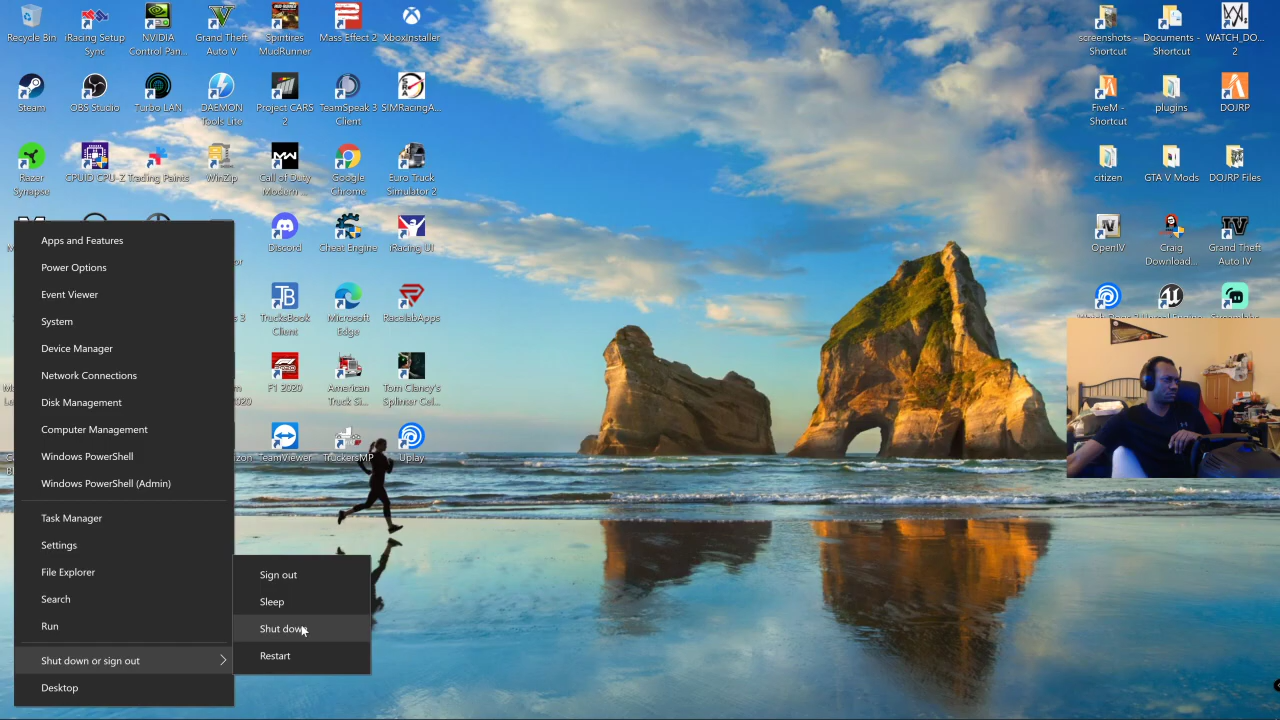 Recycle Bin
iRacing Setup
Sync
NVIDIA
Control Pan...
Grand Theft
Auto V
Spintires
MudRunner
Mass Effect 2
XboxInstaller
screenshots -
Shortcut
Documents -
Shortcut
WATCH_DO...
2
Steam
OBS Studio
Turbo LAN
DAEMON
Tools Lite
Project CARS
2
TeamSpeak 3
Client
SIMRacingA...
FiveM -
Shortcut
plugins
DOJRP
Razer
Synapse
CPUID CPU-Z
Trading Paints
WinZip
Call of Duty
Modern...
Google
Chrome
Euro Truck
Simulator 2
citizen
GTA V Mods
DOJRP Files
Discord
Cheat Engine
iRacing UI
OpenIV
Craig
Download...
Grand Theft
Auto IV
TrucksBook
Client
Microsoft
Edge
RacelabApps
F1 2020
American
Truck Si...
Tom Clancy's
Splinter Cel...
TeamViewer
TruckersMP
Uplay
Apps and Features
Power Options
Event Viewer
System
Device Manager
Network Connections
Disk Management
Computer Management
Windows PowerShell
Windows PowerShell (Admin)
Task Manager
Settings
File Explorer
Search
Run
Shut down or sign out
Desktop
Sign out
Sleep
Shut down
Restart